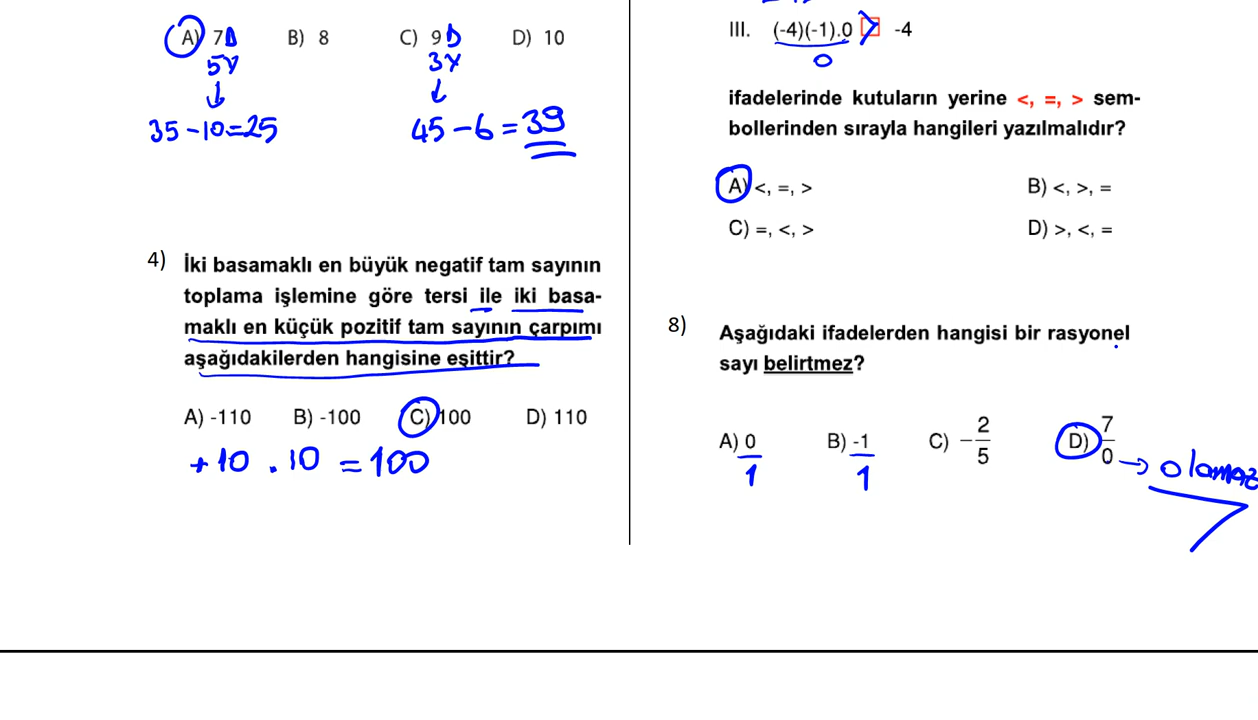 A) 7D B) 8 C) 9D D) 10
5Y 3Y
35 - 10 = 25 45 - 6 = 39
4) İki basamaklı en büyük negatif tam sayının
toplama işlemine göre tersi ile iki basa-
maklı en küçük pozitif tam sayının çarpımı
aşağıdakilerden hangisine eşittir?
A) -110 B) -100 C) 100 D) 110
+10 . 10 = 100
III. (-4)(-1).0 > -4
0
ifadelerinde kutuların yerine <, =, > sem-
bollerinden sırayla hangileri yazılmalıdır?
A) <, =, > B) <, >, =
C) =, <, > D) >, <, =
8) Aşağıdaki ifadelerden hangisi bir rasyonel
sayı belirtmez?
A) 0/1 B) -1/1 C) -2/5 D) 7/0 → olamaz